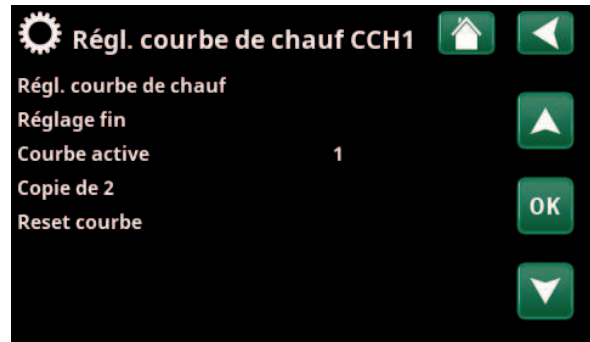 Régl. courbe de chauf CCH1
Régl. courbe de chauf
Réglage fin
Courbe active 1
Copie de 2
OK
Reset courbe